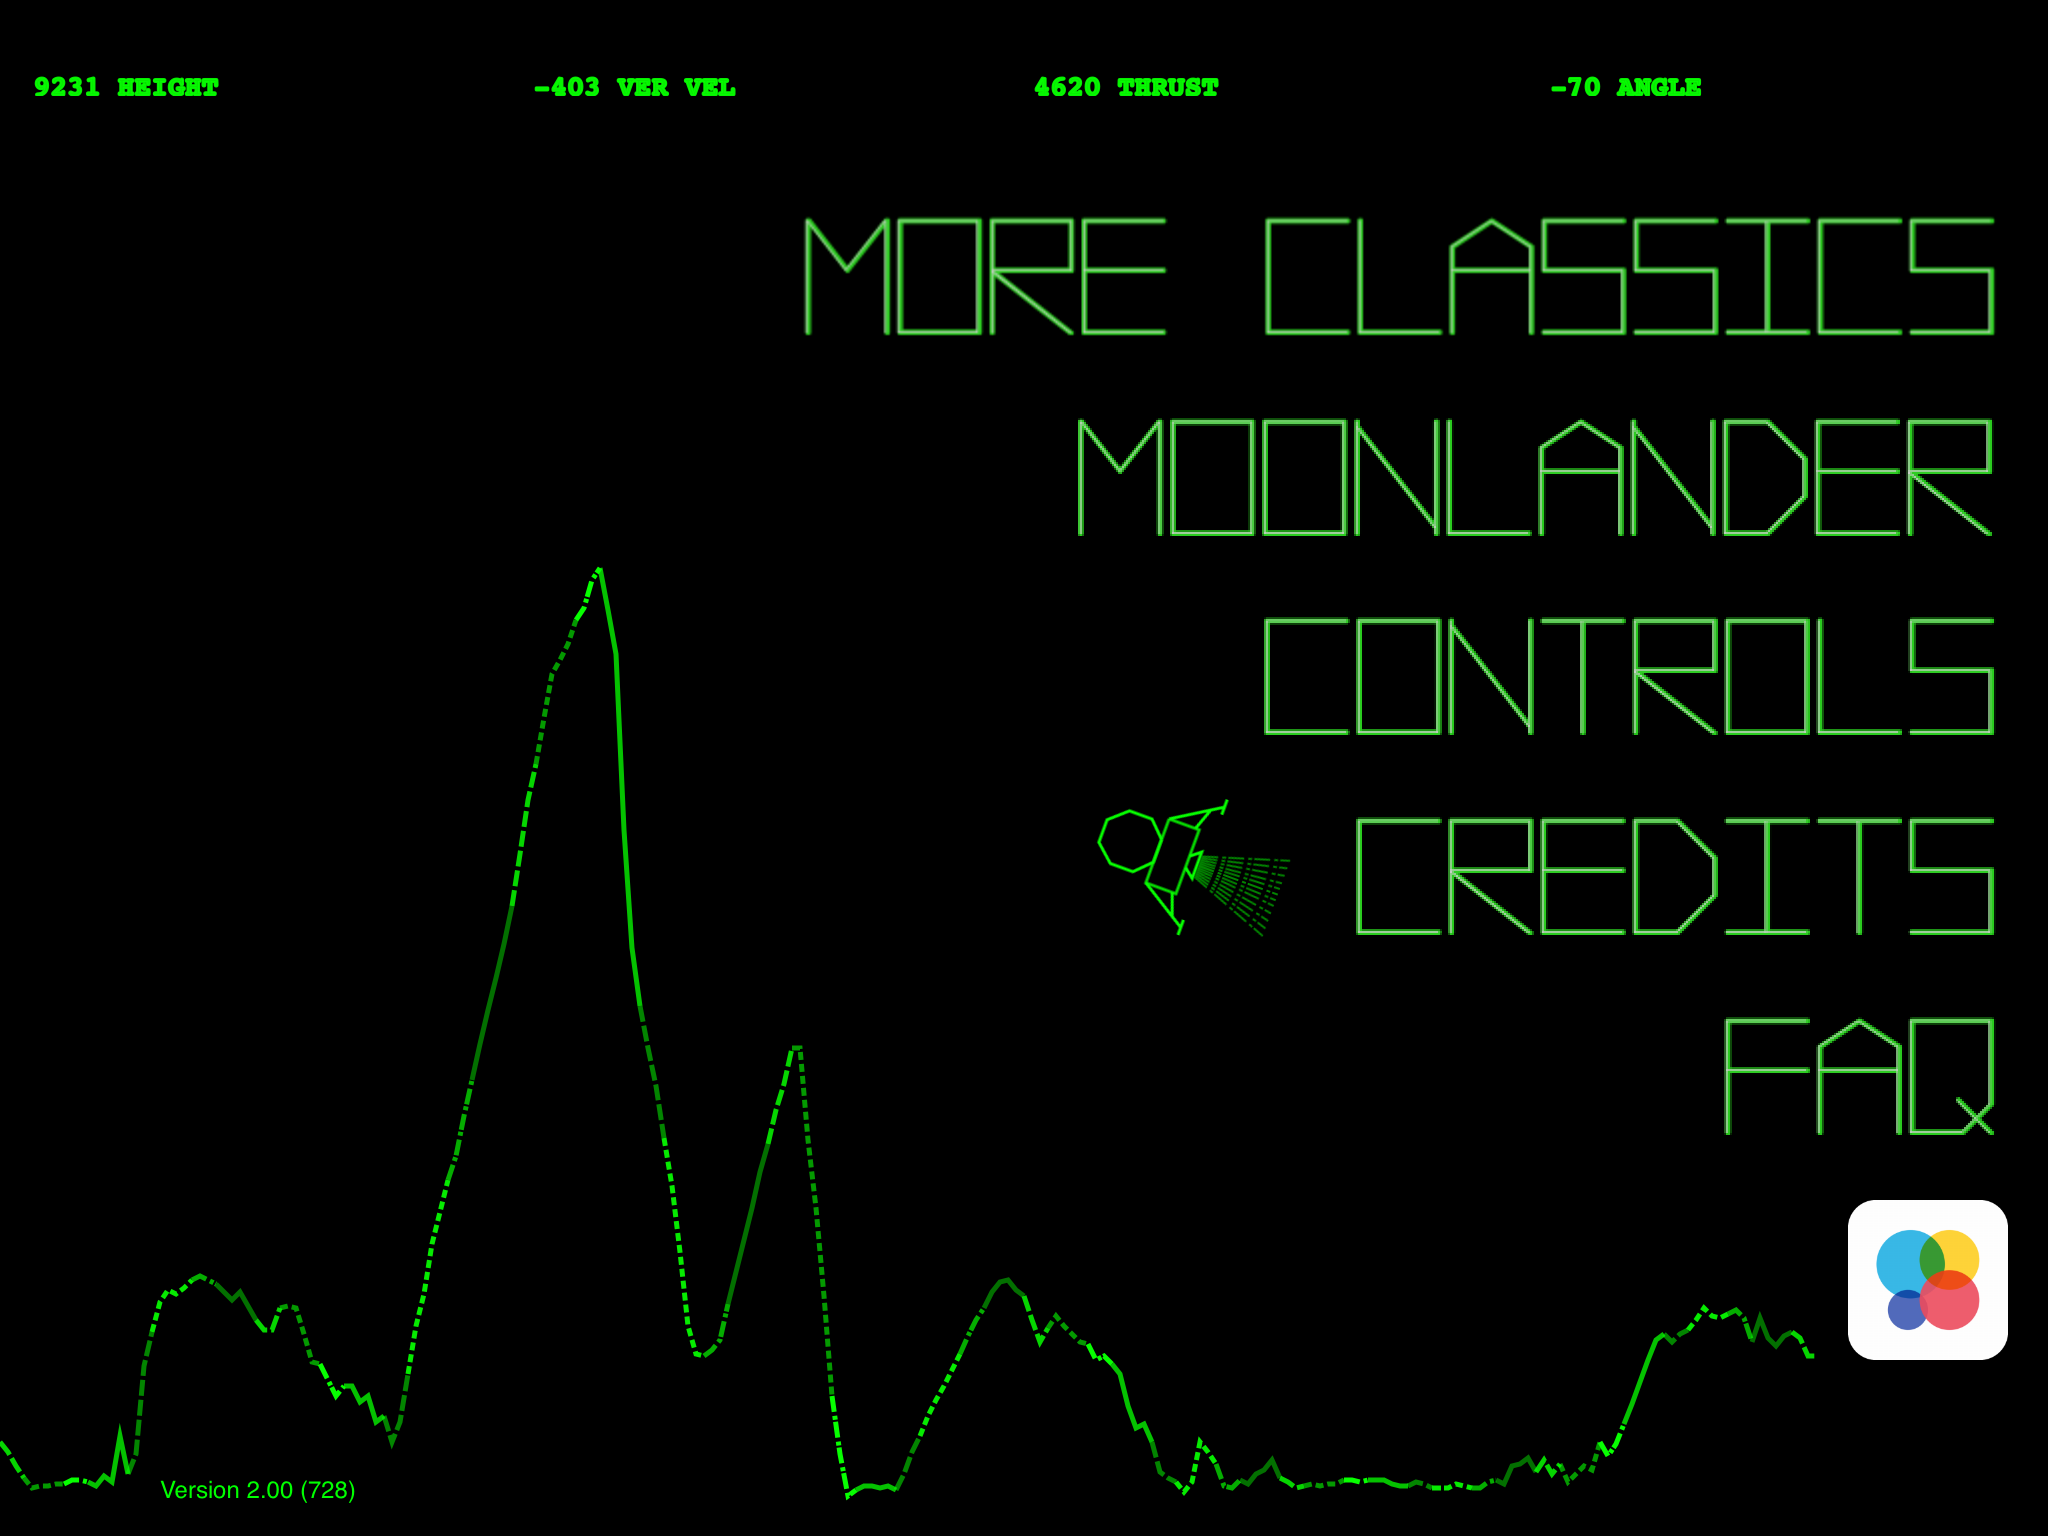 9231 HEIGHT -403 VER VEL 4620 THRUST -70 ANGLE
MORE CLASSICS
MOONLANDER
CONTROLS
CREDITS
FAQ
Version 2.00 (728)